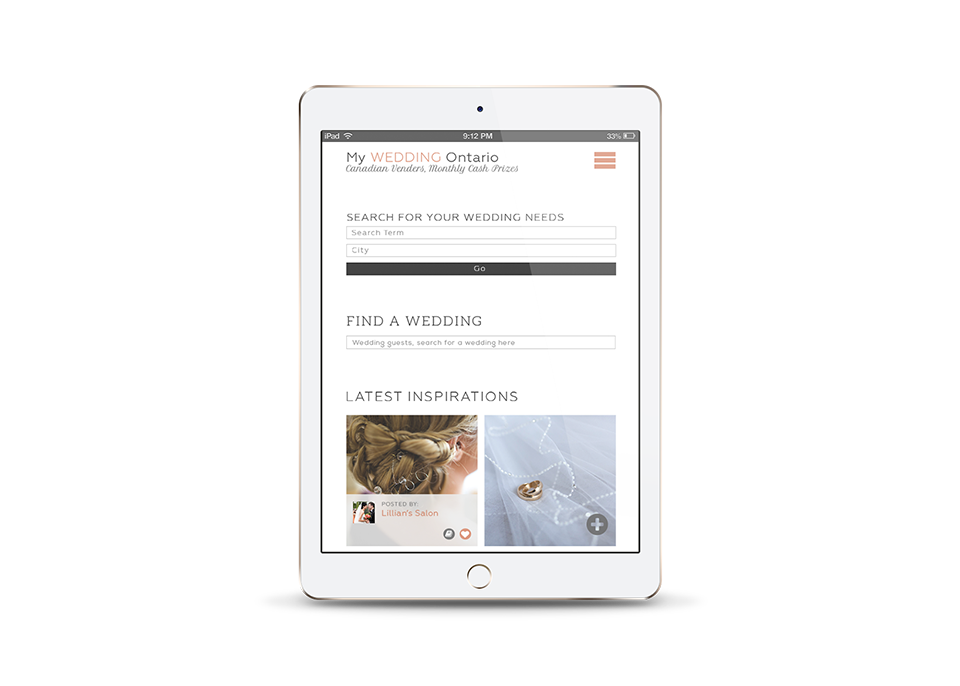 iPad 9:12 PM 33%
My WEDDING Ontario
Canadian Venders, Monthly Cash Prizes
SEARCH FOR YOUR WEDDING NEEDS
Search Term
City
Go
FIND A WEDDING
Wedding guests, search for a wedding here
LATEST INSPIRATIONS
POSTED BY:
Lillian's Salon